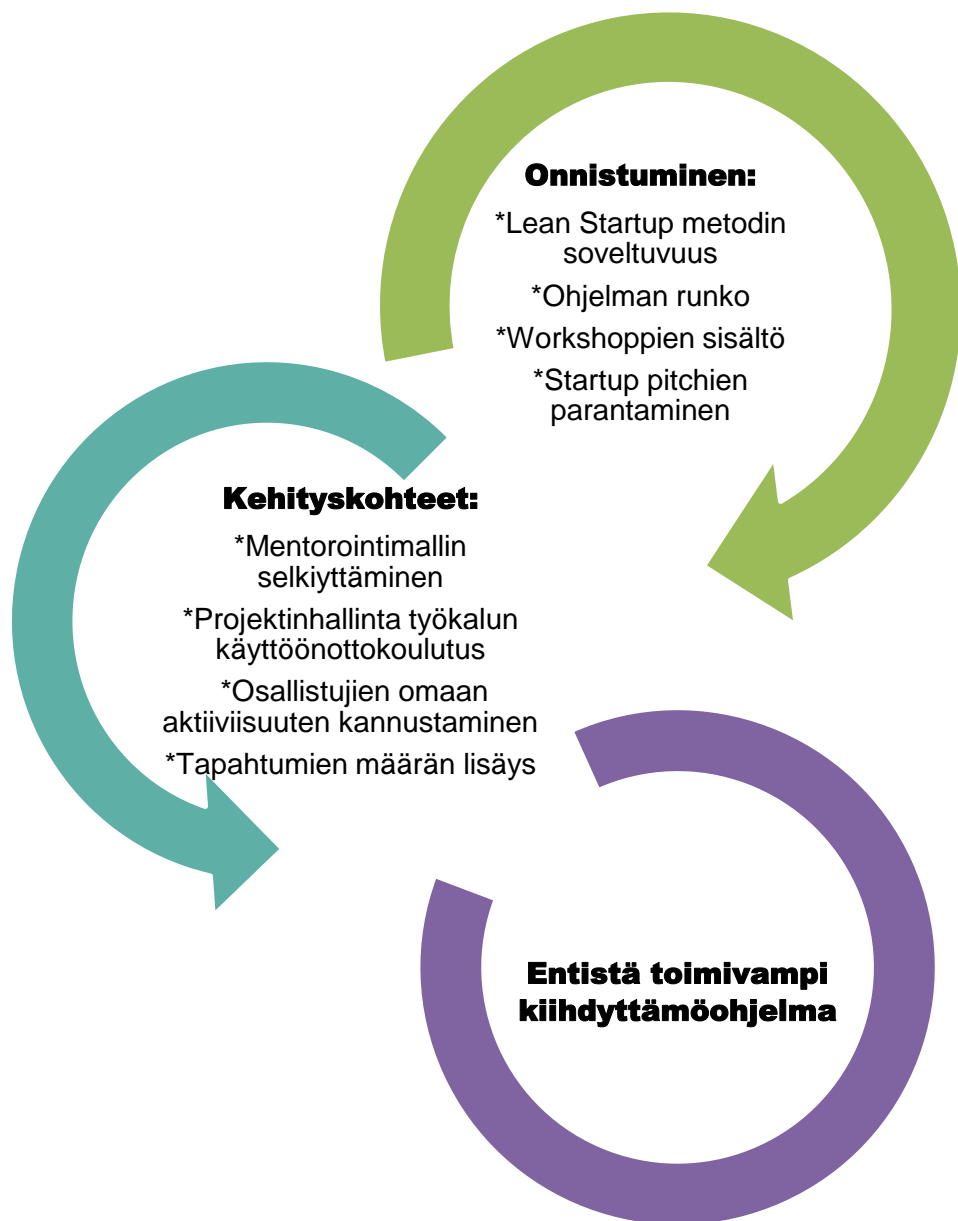 Onnistuminen:
*Lean Startup metodin
soveltuvuus
*Ohjelman runko
*Workshoppien sisältö
*Startup pitchien
parantaminen
Kehityskohteet:
*Mentorointimallin
selkiyttäminen
*Projektinhallinta työkalun
käyttöönottokoulutus
*Osallistujien omaan
aktiiviisuuten kannustaminen
*Tapahtumien määrän lisäys
Entistä toimivampi
kiihdyttämöohjelma